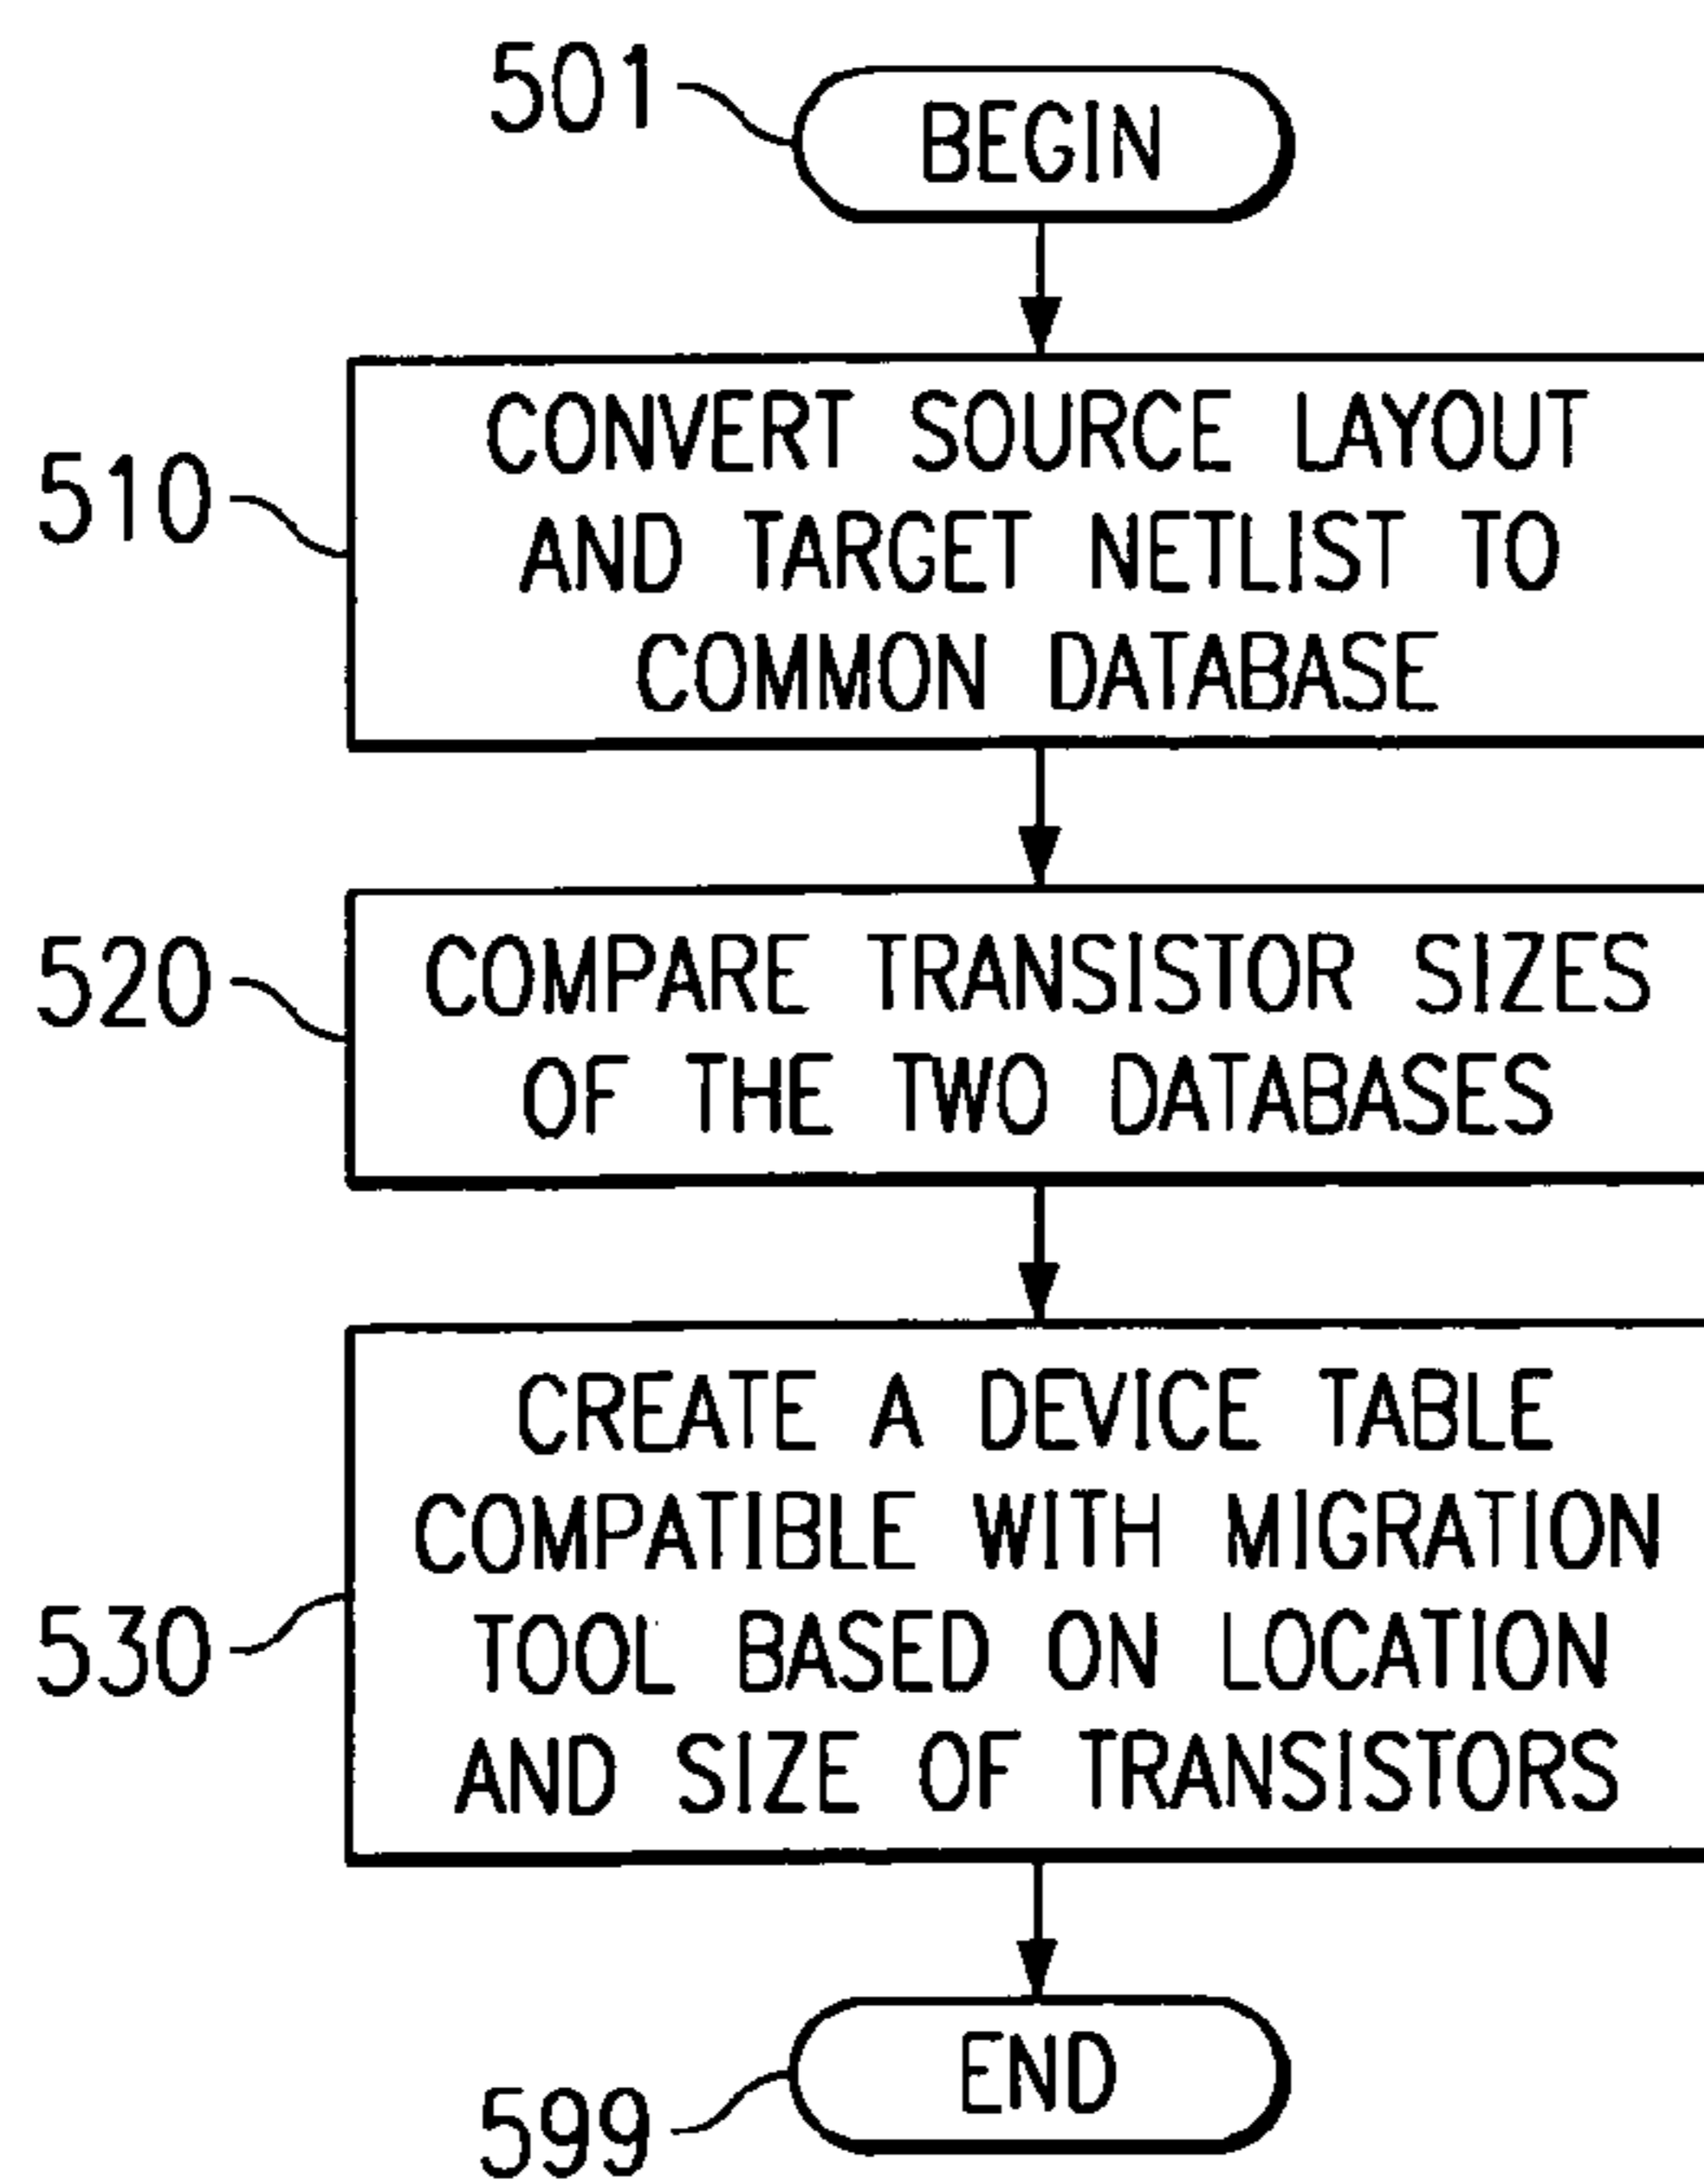 501
BEGIN
510
CONVERT SOURCE LAYOUT
AND TARGET NETLIST TO
COMMON DATABASE
520
COMPARE TRANSISTOR SIZES
OF THE TWO DATABASES
530
CREATE A DEVICE TABLE
COMPATIBLE WITH MIGRATION
TOOL BASED ON LOCATION
AND SIZE OF TRANSISTORS
599
END